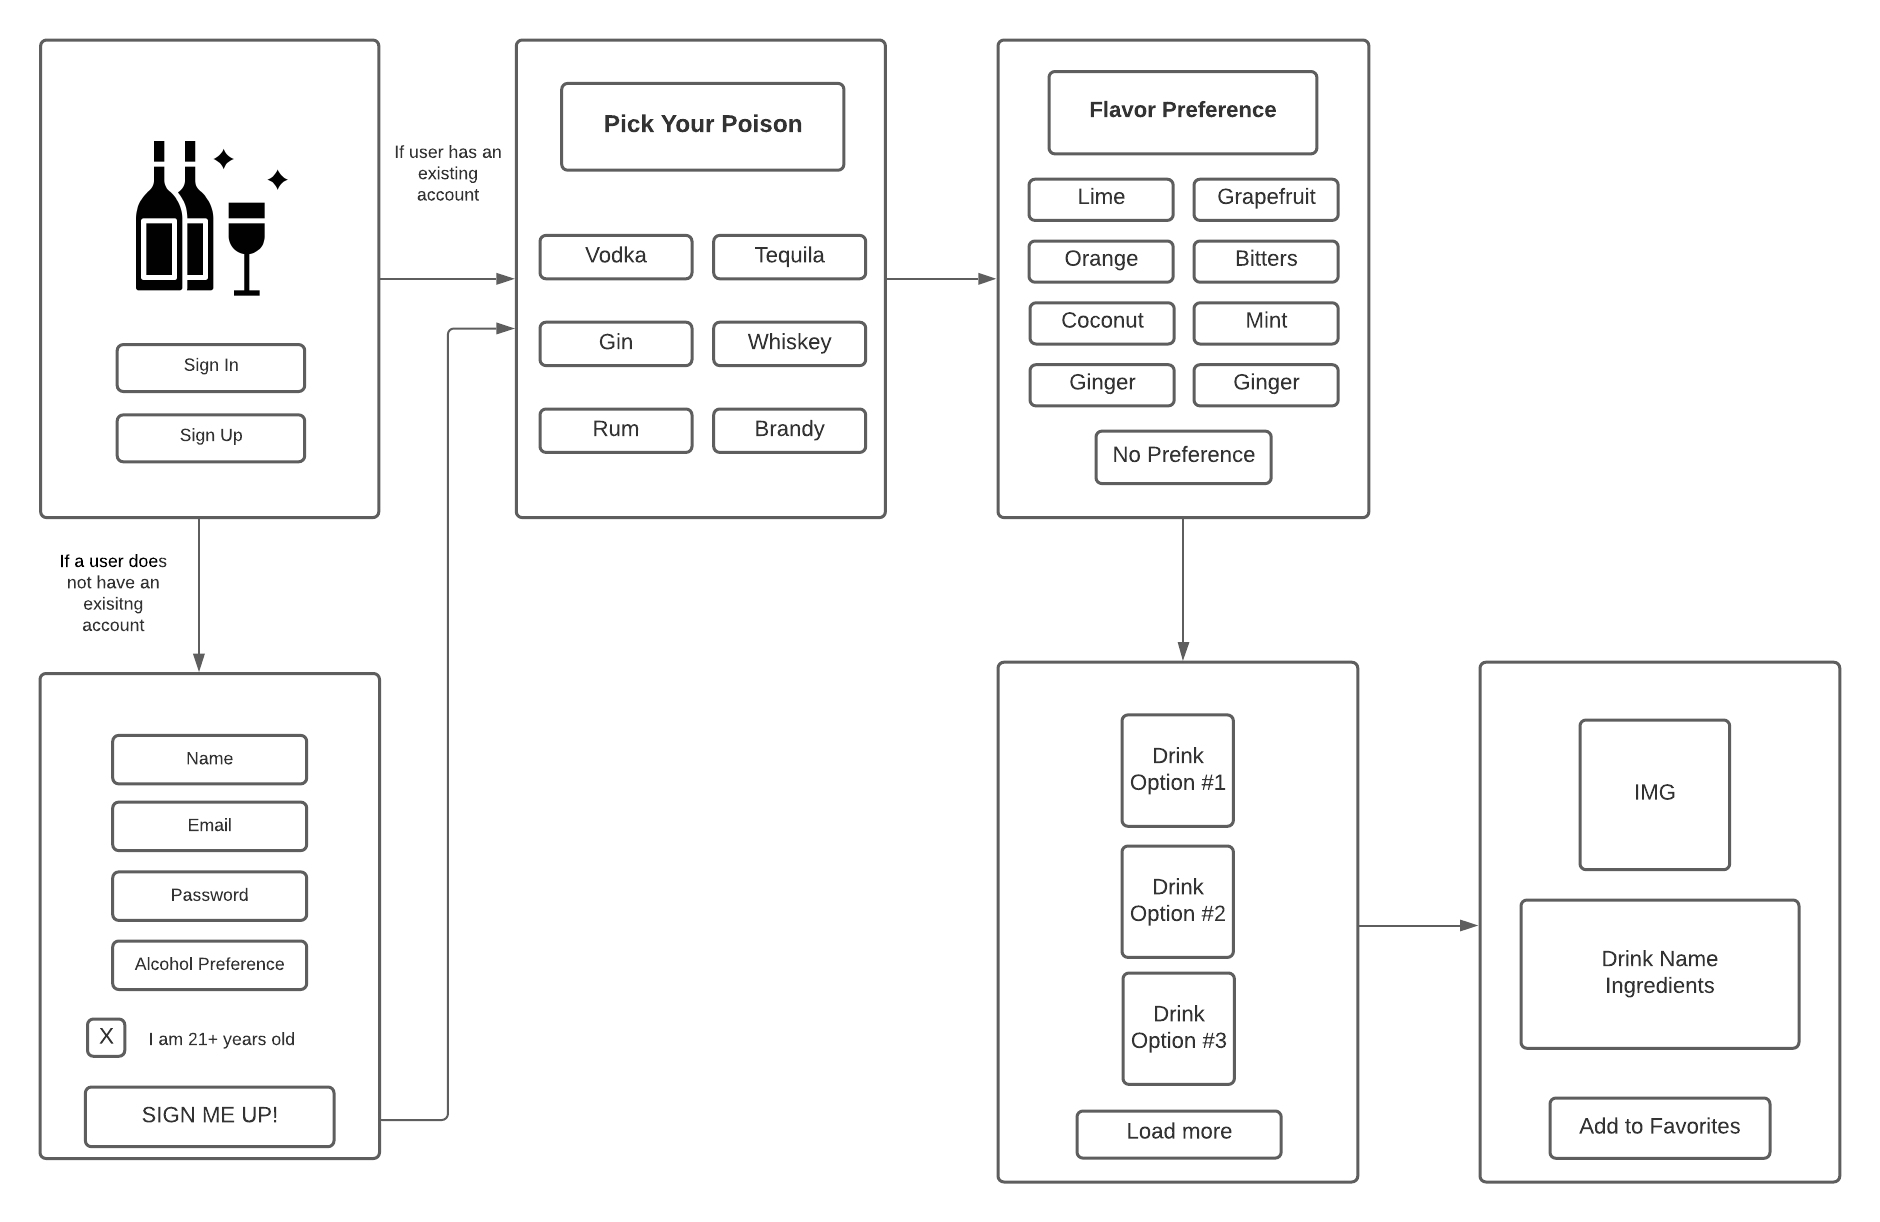 Sign In
Sign Up
If user has an
existing
account
If a user does
not have an
exisitng
account
Name
Email
Password
Alcohol Preference
X I am 21+ years old
SIGN ME UP!
Pick Your Poison
Vodka Tequila
Gin Whiskey
Rum Brandy
Flavor Preference
Lime Grapefruit
Orange Bitters
Coconut Mint
Ginger Ginger
No Preference
Drink
Option #1
Drink
Option #2
Drink
Option #3
Load more
IMG
Drink Name
Ingredients
Add to Favorites